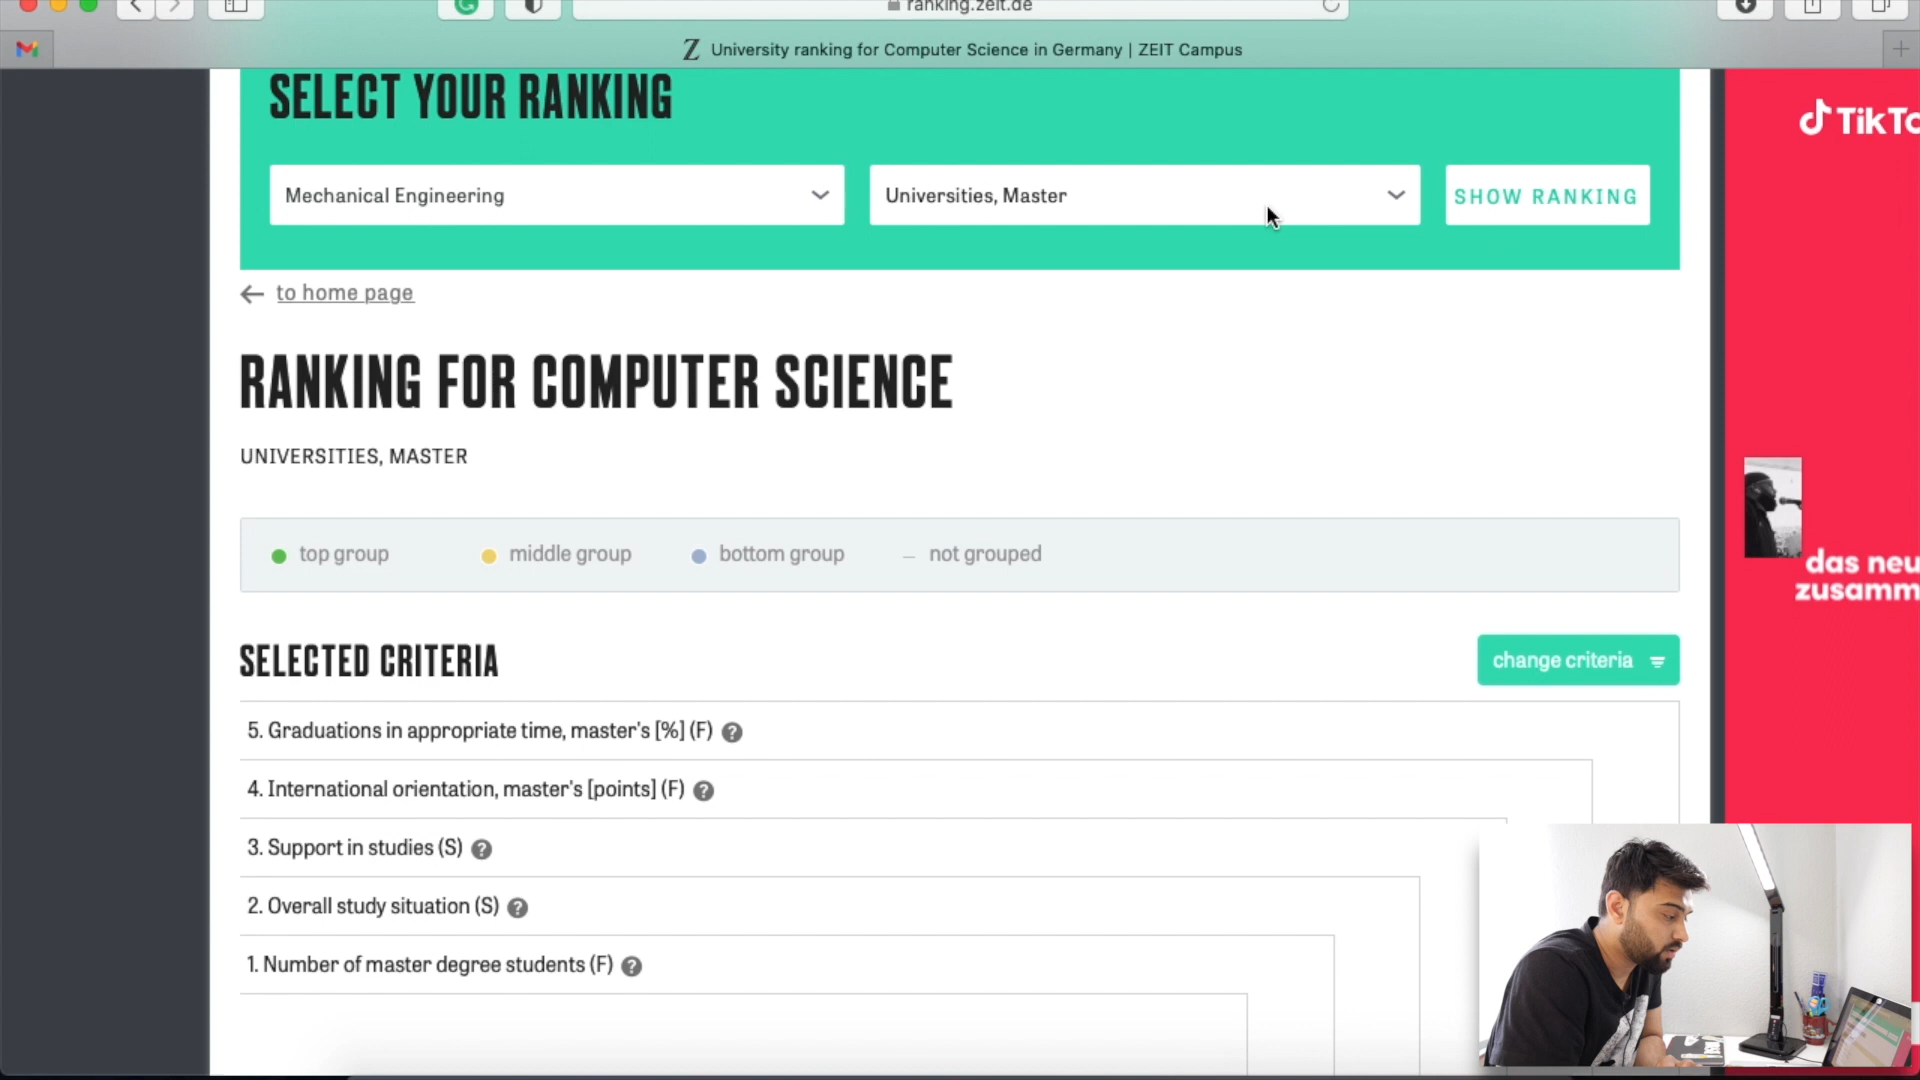 ranking.zeit.de
University ranking for Computer Science in Germany | ZEIT Campus
SELECT YOUR RANKING
Mechanical Engineering
Universities, Master
SHOW RANKING
to home page
RANKING FOR COMPUTER SCIENCE
UNIVERSITIES, MASTER
top group
middle group
bottom group
not grouped
SELECTED CRITERIA
change criteria
5. Graduations in appropriate time, master's [%] (F) ?
4. International orientation, master's [points] (F) ?
3. Support in studies (S) ?
2. Overall study situation (S) ?
1. Number of master degree students (F) ?
TikTo
das neu
zusamm